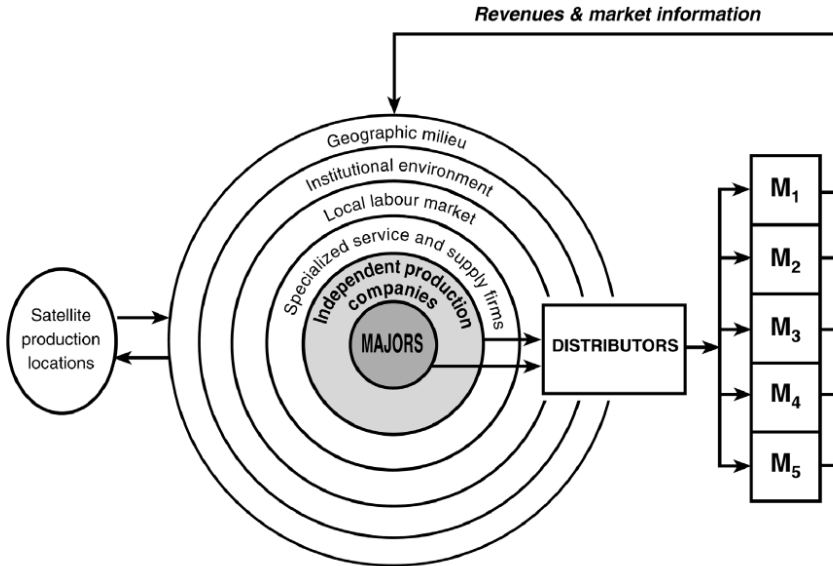 Revenues & market information
Geographic milieu
Institutional environment
Local labour market
Specialized service and supply firms
Independent production
companies
MAJORS
Satellite
production
locations
DISTRIBUTORS
M₁
M₂
M₃
M₄
M₅